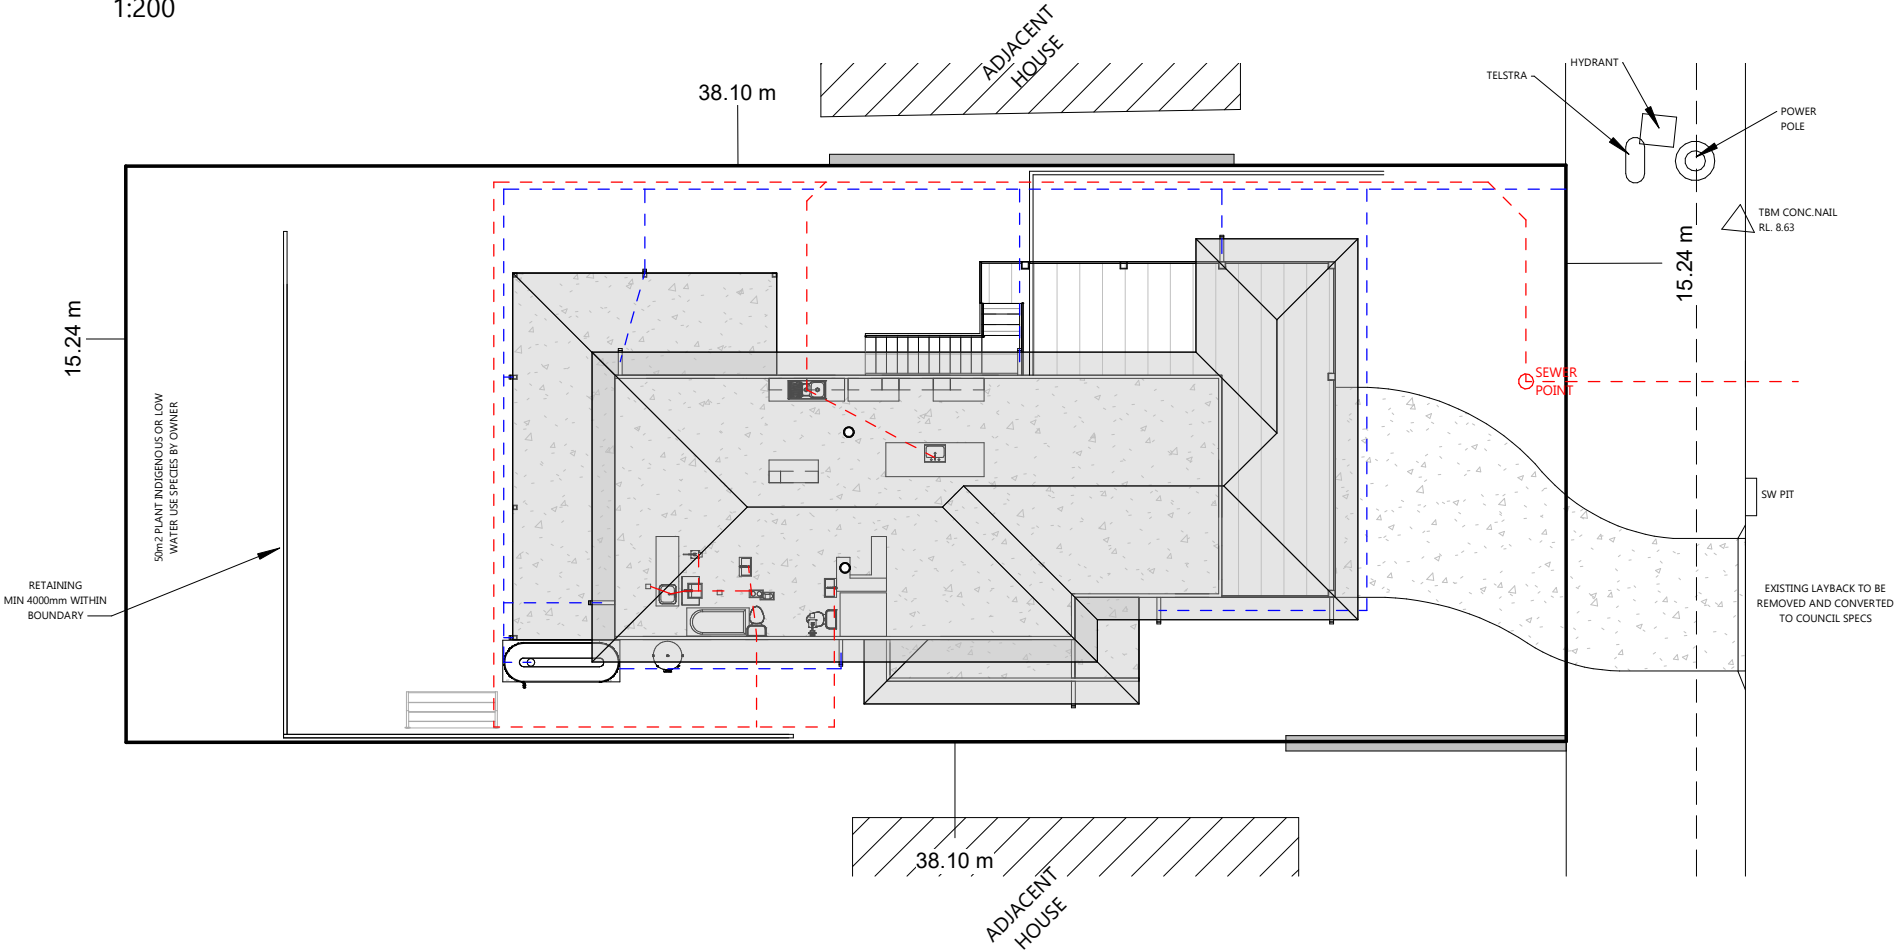 1:200
ADJACENT
HOUSE
HYDRANT
TELSTRA
38.10 m
POWER
POLE
TBM CONC.NAIL
RL. 8.63
15.24 m
15.24 m
SEWER
POINT
50m2 PLANT INDIGENOUS OR LOW
WATER USE SPECIES BY OWNER
SW PIT
RETAINING
MIN 4000mm WITHIN
BOUNDARY
EXISTING LAYBACK TO BE
REMOVED AND CONVERTED
TO COUNCIL SPECS
38.10 m
ADJACENT
HOUSE